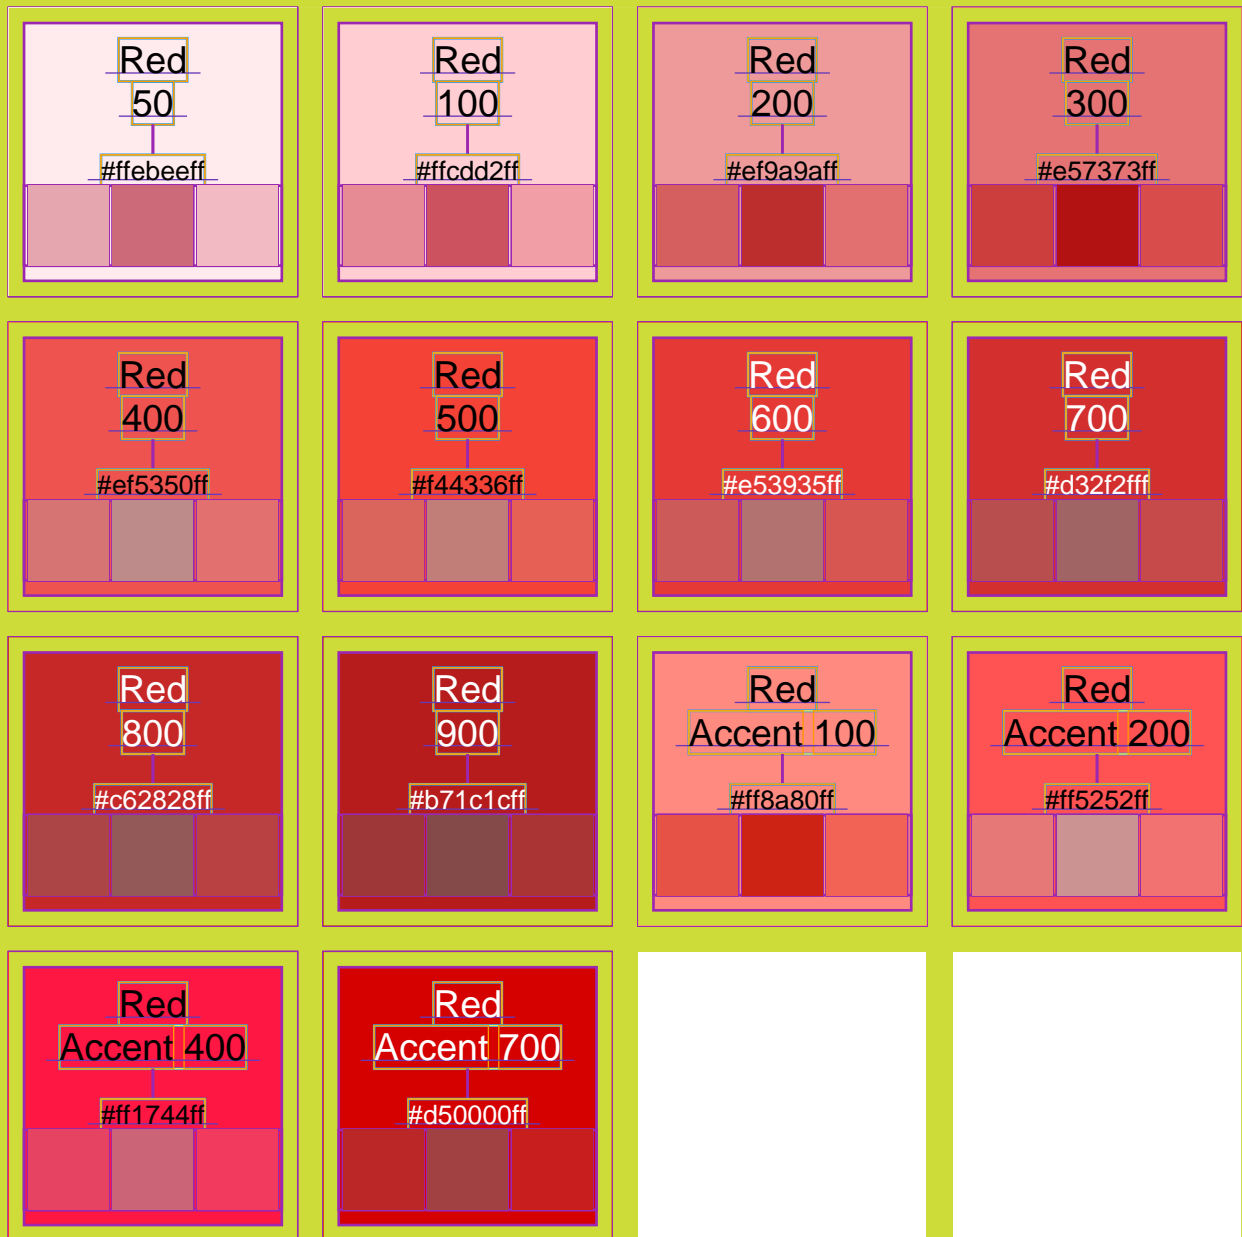 Red
50
#ffebeeff
Red
100
#ffcdd2ff
Red
200
#ef9a9aff
Red
300
#e57373ff
Red
400
#ef5350ff
Red
500
#f44336ff
Red
600
#e53935ff
Red
700
#d32f2fff
Red
800
#c62828ff
Red
900
#b71c1cff
Red
Accent 100
#ff8a80ff
Red
Accent 200
#ff5252ff
Red
Accent 400
#ff1744ff
Red
Accent 700
#d50000ff